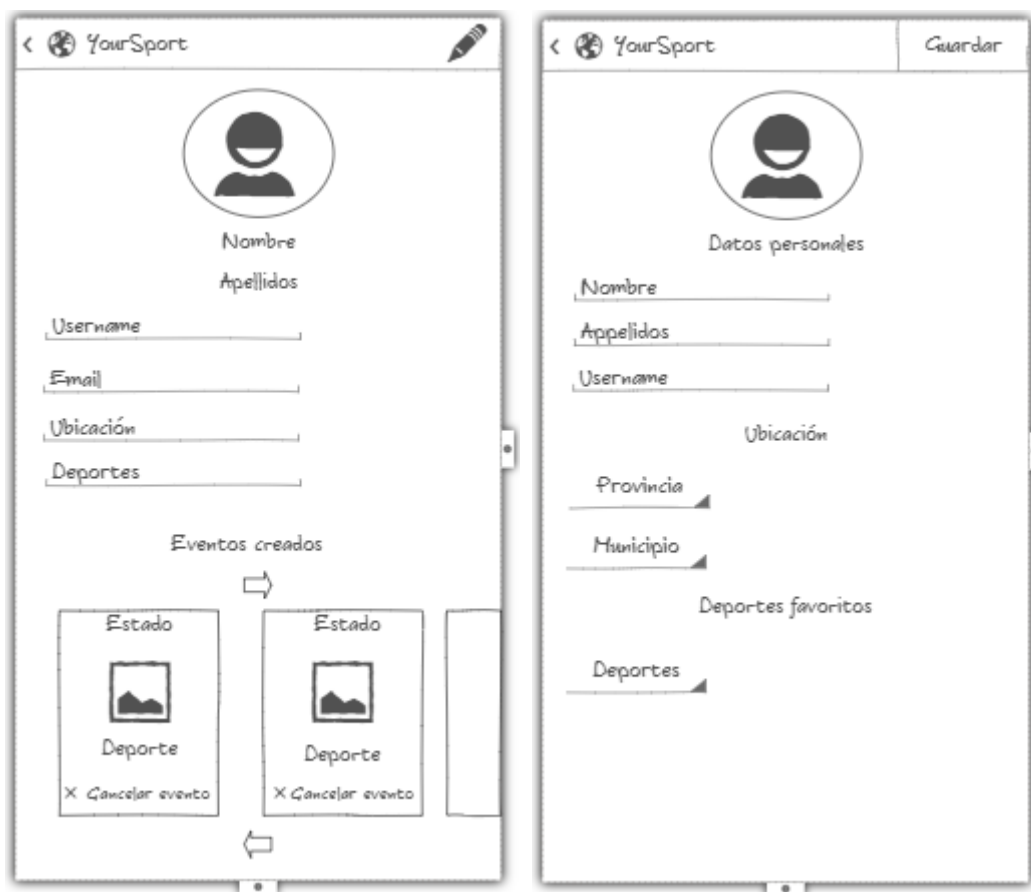 YourSport
Nombre
Apellidos
Username
Email
Ubicación
Deportes
Eventos creados
Estado
Deporte
× Cancelar evento
Estado
Deporte
× Cancelar evento
YourSport
Guardar
Datos personales
Nombre
Appelidos
Username
Ubicación
Provincia
Municipio
Deportes favoritos
Deportes